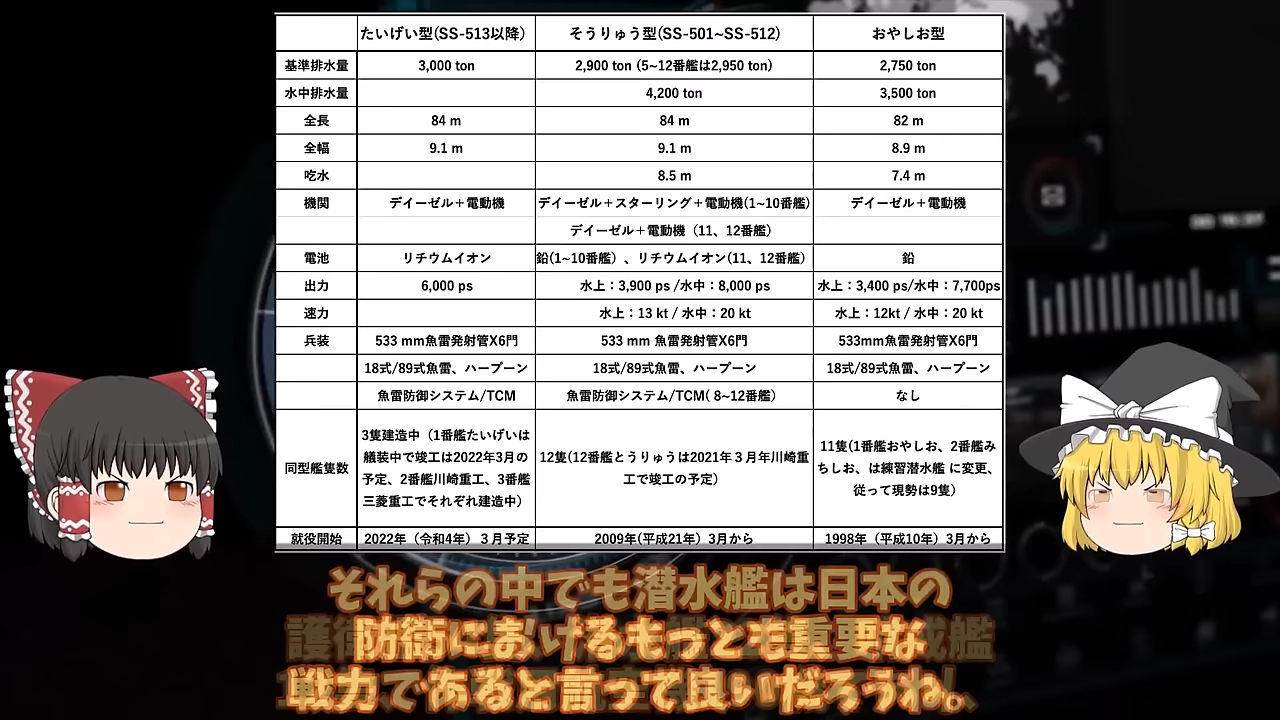 たいげい型(SS-513以降) そうりゅう型(SS-501~SS-512) おやしお型
基準排水量 3,000 ton 2,900 ton (5~12番艦は2,950 ton) 2,750 ton
水中排水量 4,200 ton 3,500 ton
全長 84 m 84 m 82 m
全幅 9.1 m 9.1 m 8.9 m
吃水 8.5 m 7.4 m
機関 デイーゼル＋電動機 デイーゼル＋スターリング＋電動機(1~10番艦) デイーゼル＋電動機
デイーゼル＋電動機（11、12番艦）
電池 リチウムイオン 鉛(1~10番艦）、リチウムイオン(11、12番艦） 鉛
出力 6,000 ps 水上：3,900 ps /水中：8,000 ps 水上：3,400 ps/水中：7,700ps
速力 水上：13 kt / 水中：20 kt 水上：12kt / 水中：20 kt
兵装 533 mm魚雷発射管X6門 533 mm 魚雷発射管X6門 533mm魚雷発射管X6門
18式/89式魚雷、ハープーン 18式/89式魚雷、ハープーン 18式/89式魚雷、ハープーン
魚雷防御システム/TCM 魚雷防御システム/TCM( 8~12番艦） なし
同型艦隻数
3隻建造中（1番艦たいげいは
艤装中で竣工は2022年3月の
予定、2番艦川崎重工、3番艦
三菱重工でそれぞれ建造中）
12隻(12番艦とうりゅうは2021年３月年川崎重
工で竣工の予定）
11隻(1番艦おやしお、2番艦み
ちしお、は練習潜水艦 に変更、
従って現勢は9隻）
就役開始 2022年（令和4年）３月予定 2009年(平成21年）3月から 1998年（平成10年）3月から
それらの中でも潜水艦は日本の
防衛におけるもっとも重要な
戦力であると言って良いだろうね。